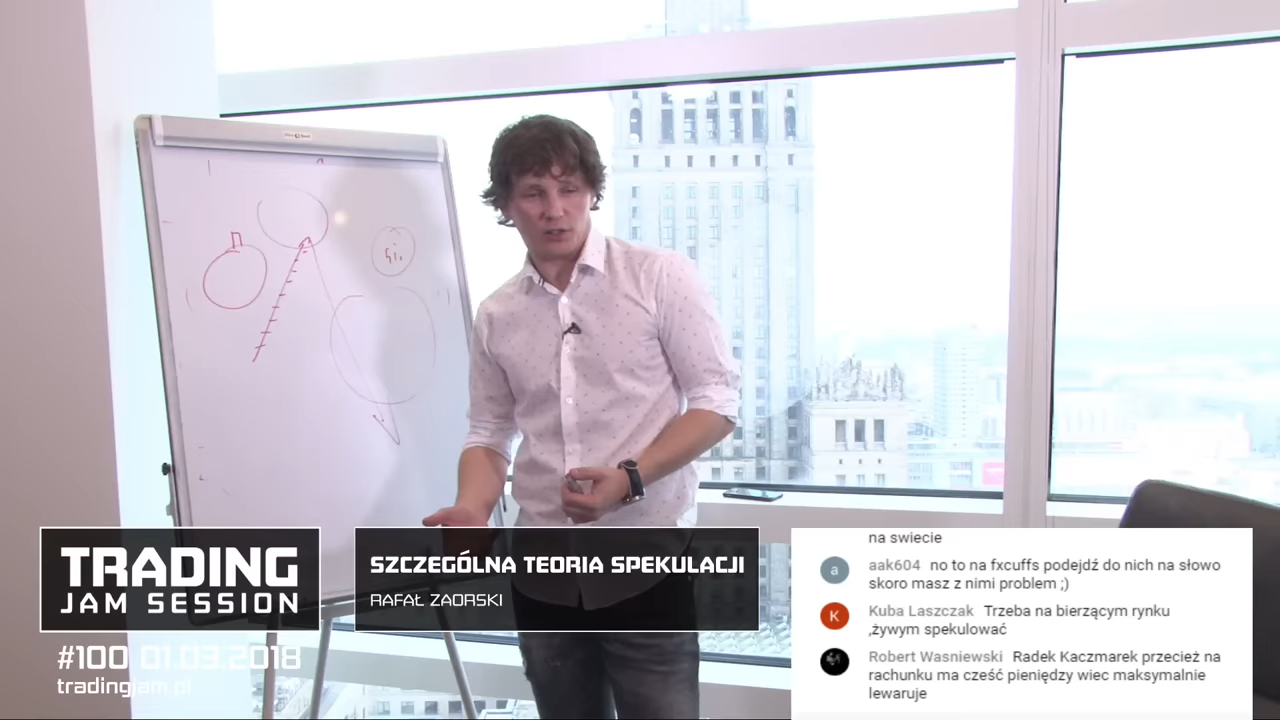 TRADING
JAM SESSION
#100 01.03.2018
tradingjam.pl
SZCZEGÓLNA TEORIA SPEKULACJI
RAFAŁ ZAORSKI
na swiecie
aak604 no to na fxcuffs podejdź do nich na słowo
skoro masz z nimi problem ;)
Kuba Laszczak Trzeba na bierzącym rynku
,żywym spekulować
Robert Wasniewski Radek Kaczmarek przecież na
rachunku ma cześć pieniędzy wiec maksymalnie
lewaruje